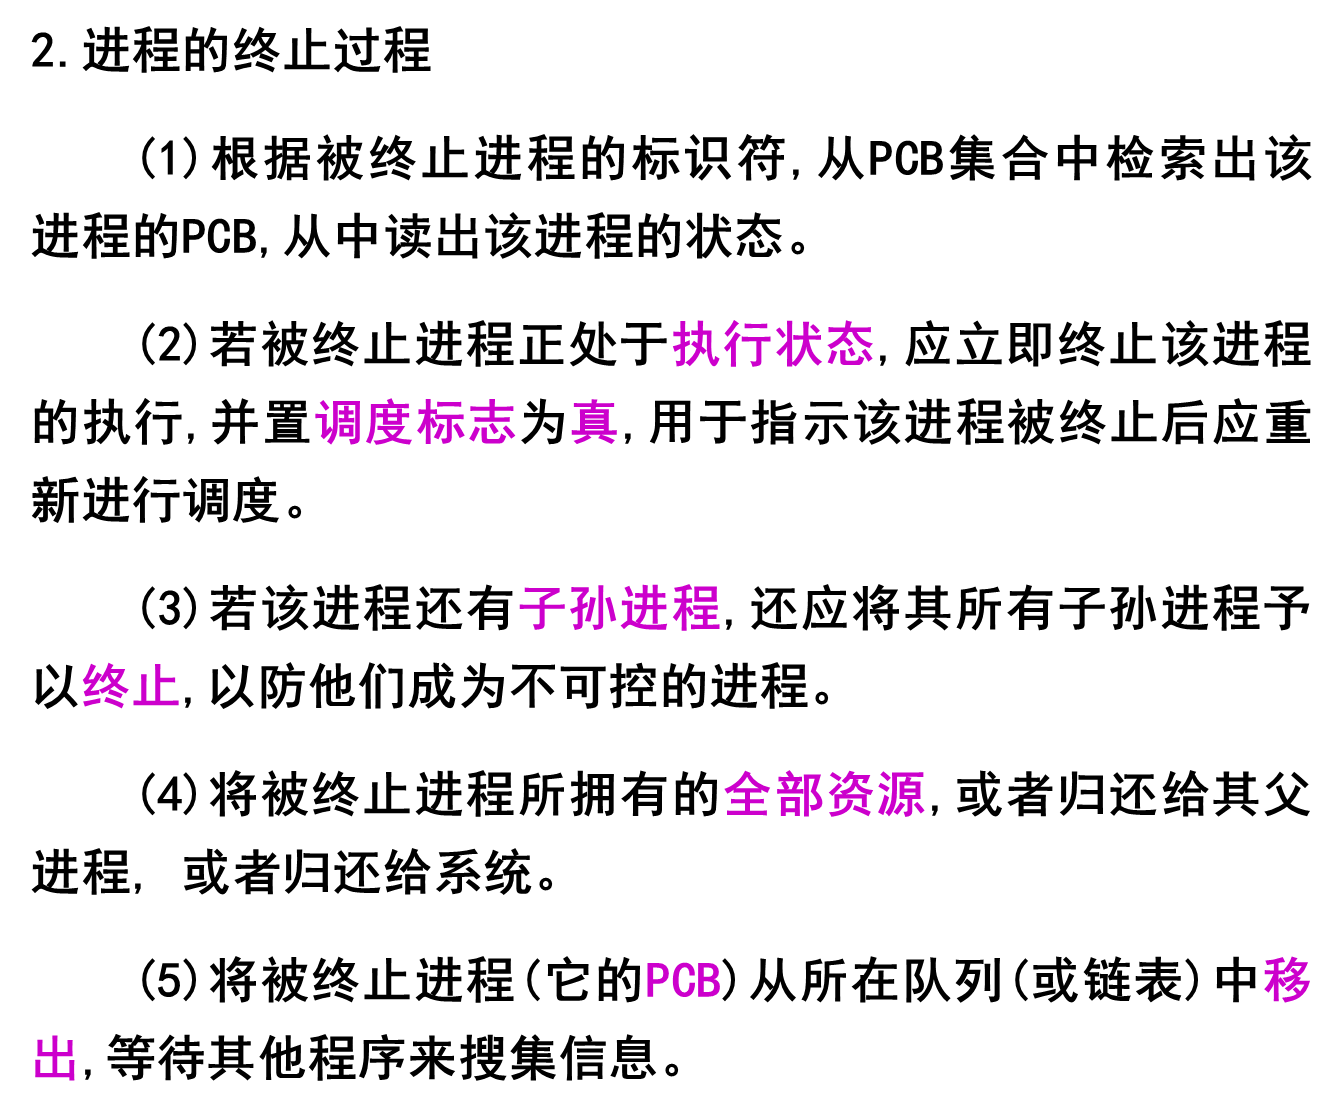 2.进程的终止过程
(1)根据被终止进程的标识符,从PCB集合中检索出该
进程的PCB,从中读出该进程的状态。
(2)若被终止进程正处于执行状态,应立即终止该进程
的执行,并置调度标志为真,用于指示该进程被终止后应重
新进行调度。
(3)若该进程还有子孙进程,还应将其所有子孙进程予
以终止,以防他们成为不可控的进程。
(4)将被终止进程所拥有的全部资源,或者归还给其父
进程, 或者归还给系统。
(5)将被终止进程(它的PCB)从所在队列(或链表)中移
出,等待其他程序来搜集信息。